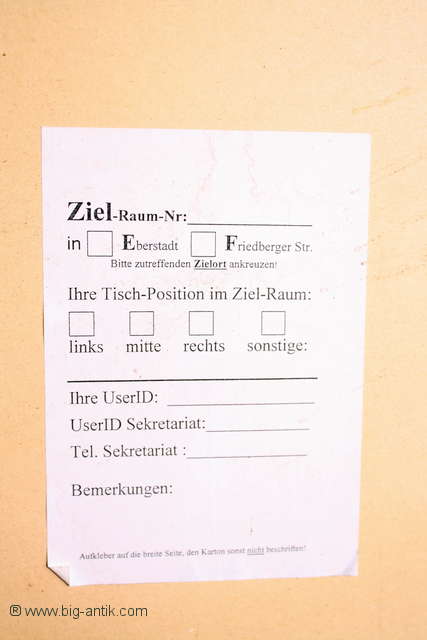 Ziel-Raum-Nr:
in Eberstadt Friedberger Str.
Bitte zutreffenden Zielort ankreuzen!
Ihre Tisch-Position im Ziel-Raum:
links mitte rechts sonstige:
Ihre UserID:
UserID Sekretariat:
Tel. Sekretariat :
Bemerkungen:
Aufkleber auf die breite Seite, den Karton sonst nicht beschriften!
® www.big-antik.com